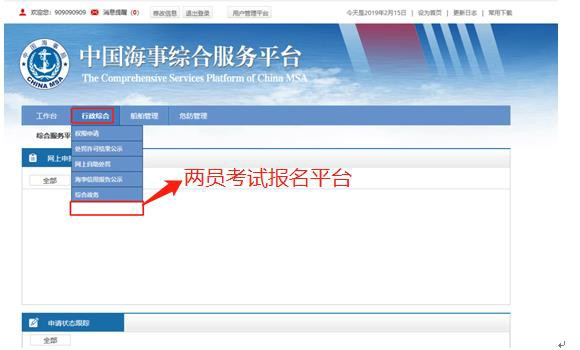 欢迎您：909090909 消息提醒（0） 修改信息 退出登录 用户管理平台 今天是2019年2月15日 | 设为首页 | 更新日志 | 常用下载
中国海事
CHINA MSA
中国海事综合服务平台
The Comprehensive Services Platform of China MSA
工作台 行政综合 船舶管理 危防管理
综合服务平
权限申请
处罚许可结果公示
网上自助处罚
海事信用报告公示
综合政务
网上申
全部
两员考试报名平台
申请状态跟踪
全部